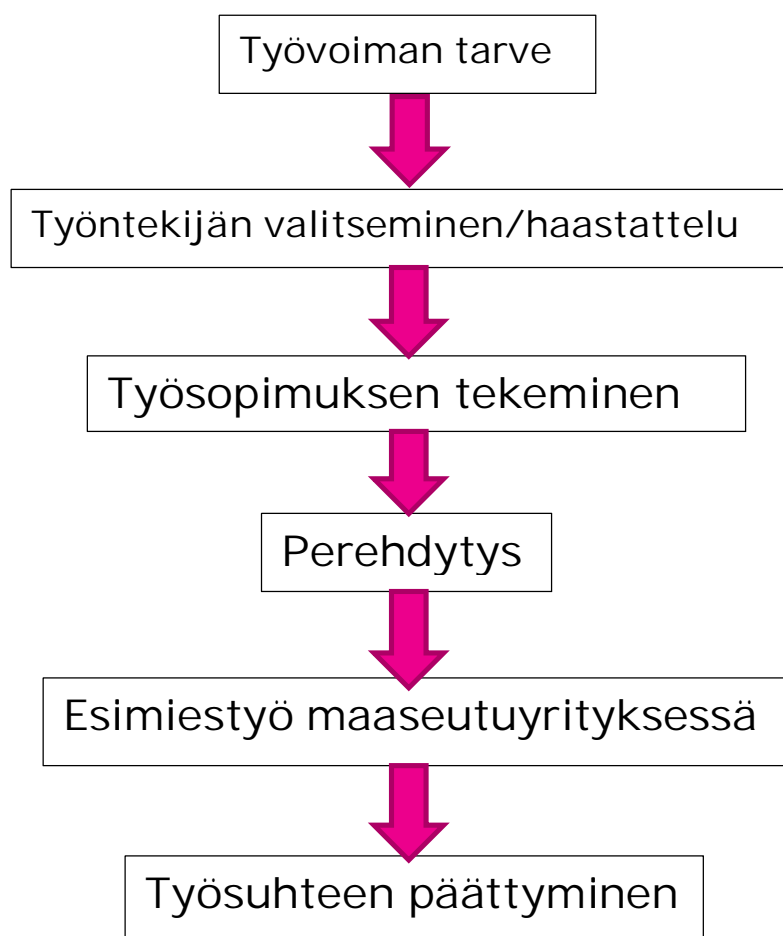 Työvoiman tarve
Työntekijän valitseminen/haastattelu
Työsopimuksen tekeminen
Perehdytys
Esimiestyö maaseutuyrityksessä
Työsuhteen päättyminen